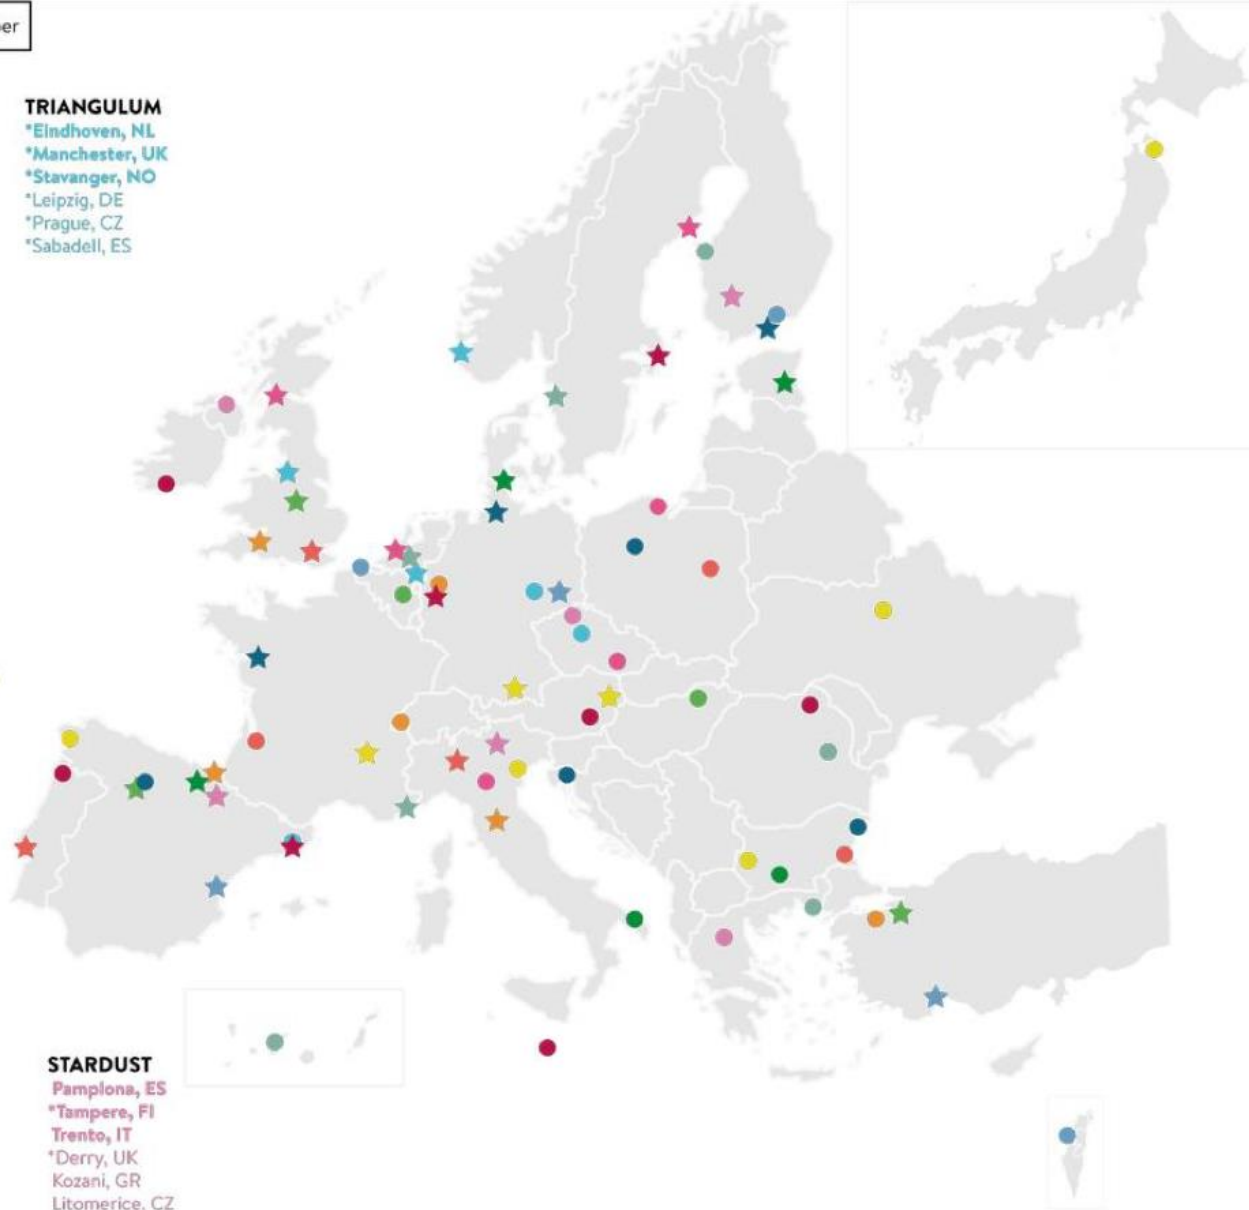 er
TRIANGULUM
*Eindhoven, NL
*Manchester, UK
*Stavanger, NO
*Leipzig, DE
*Prague, CZ
*Sabadell, ES
STARDUST
Pamplona, ES
*Tampere, FI
Trento, IT
*Derry, UK
Kozani, GR
Litomerice, CZ